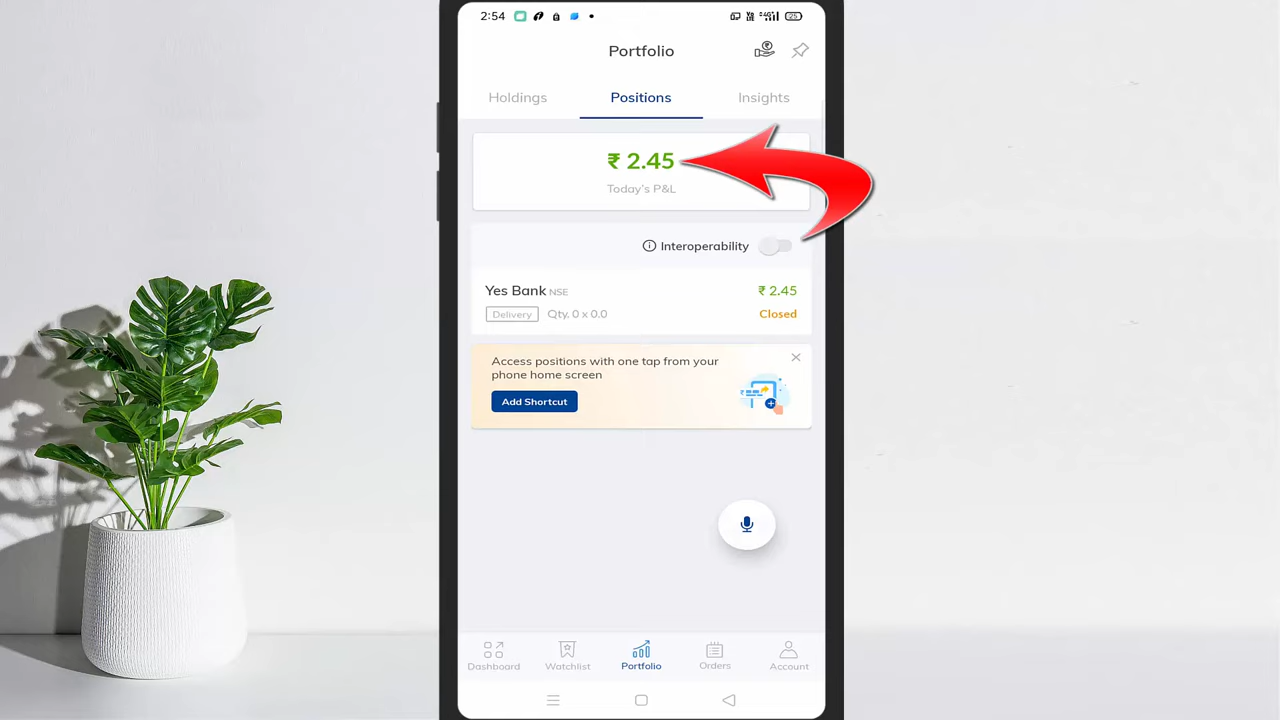 2:54
Portfolio
Holdings Positions Insights
₹ 2.45
Today's P&L
Interoperability
Yes Bank NSE ₹ 2.45
Delivery Qty. 0 x 0.0 Closed
Access positions with one tap from your
phone home screen
Add Shortcut
Dashboard Watchlist Portfolio Orders Account